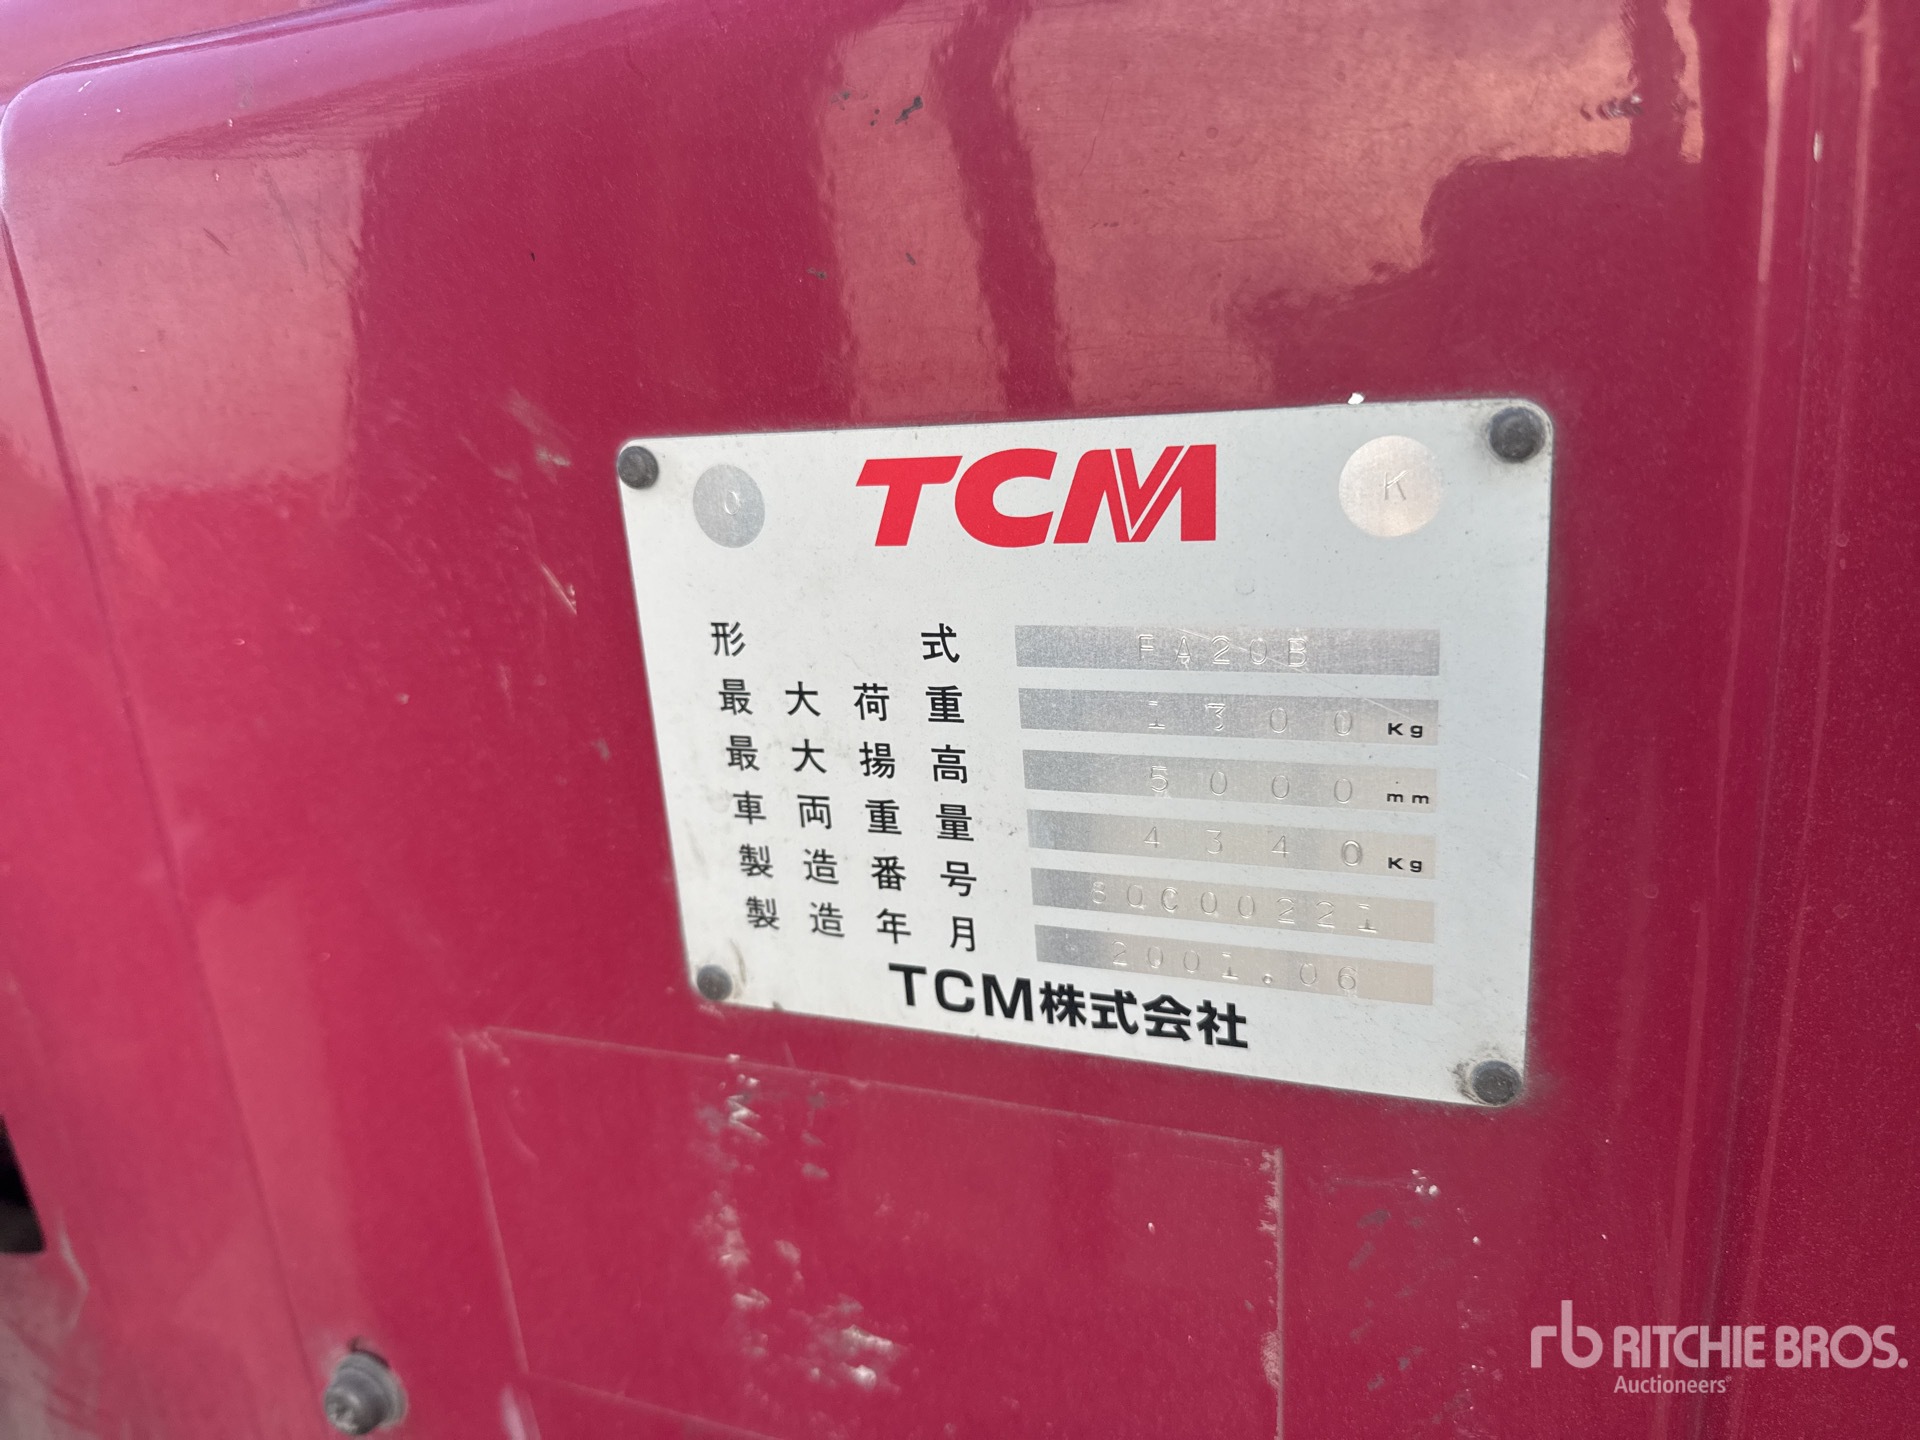 Q TCM K
形式 FA20B
最大荷重 1300 Kg
最大揚高 5000 mm
車両重量 4340 Kg
製造番号 8QC00221
製造年月 2001.06
TCM株式会社
rb RITCHIE BROS.
Auctioneers